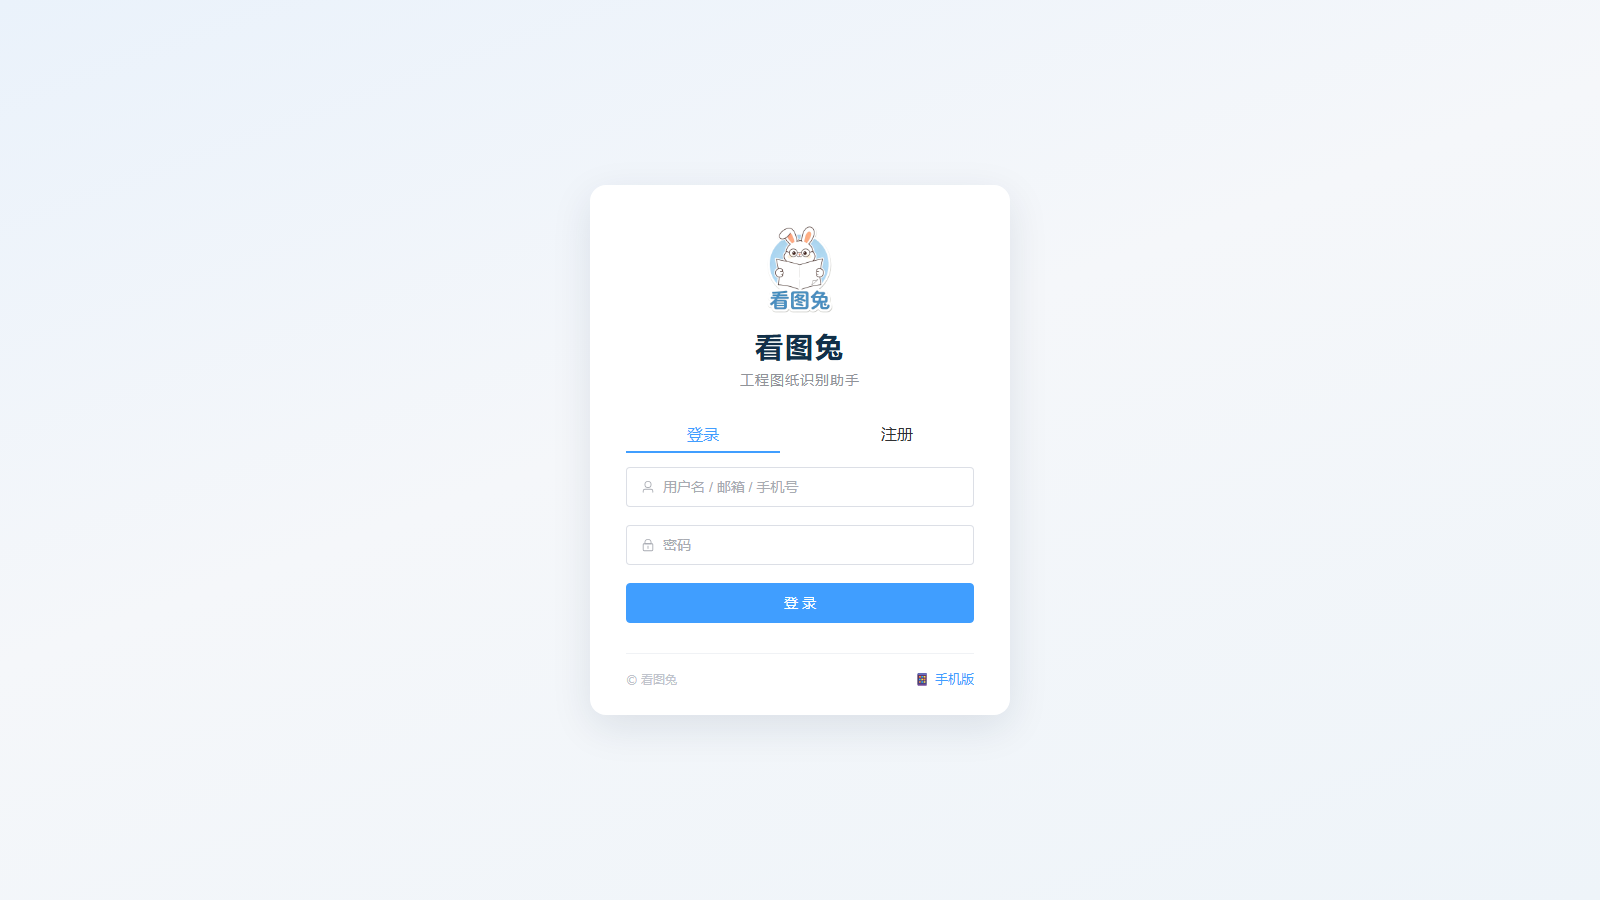 看图兔
看图兔
工程图纸识别助手
登录 注册
用户名 / 邮箱 / 手机号
密码
登 录
© 看图兔 手机版